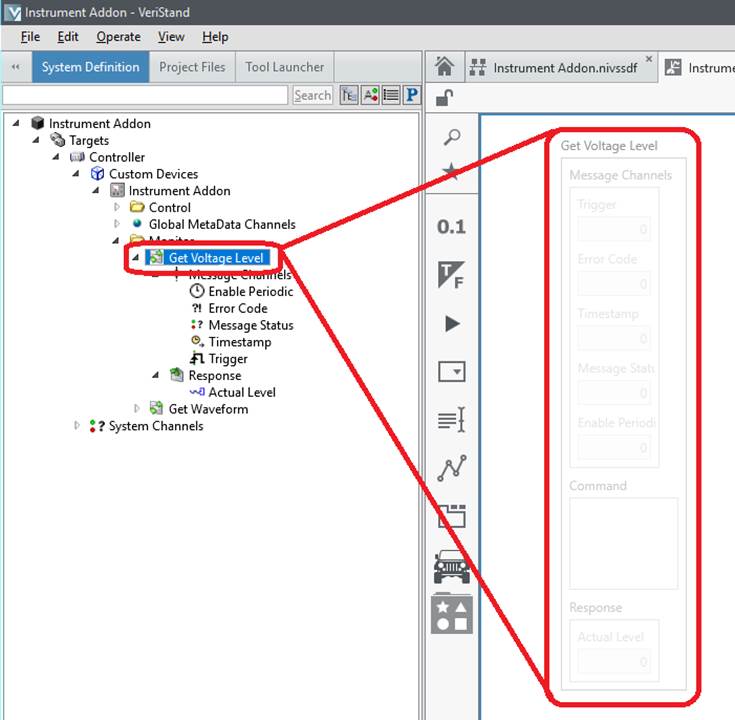 Instrument Addon - VeriStand
File Edit Operate View Help
System Definition Project Files Tool Launcher
Search
P
Instrument Addon
Targets
Controller
Custom Devices
Instrument Addon
Control
Global MetaData Channels
Monitor
Get Voltage Level
Message Channels
Enable Periodic
Error Code
Message Status
Timestamp
Trigger
Response
Actual Level
Get Waveform
System Channels
Instrument Addon.nivssdf
Instrume
0.1
T/F
Get Voltage Level
Message Channels
Trigger
0
Error Code
0
Timestamp
0
Message Statu
0
Enable Periodi
0
Command
Response
Actual Level
0